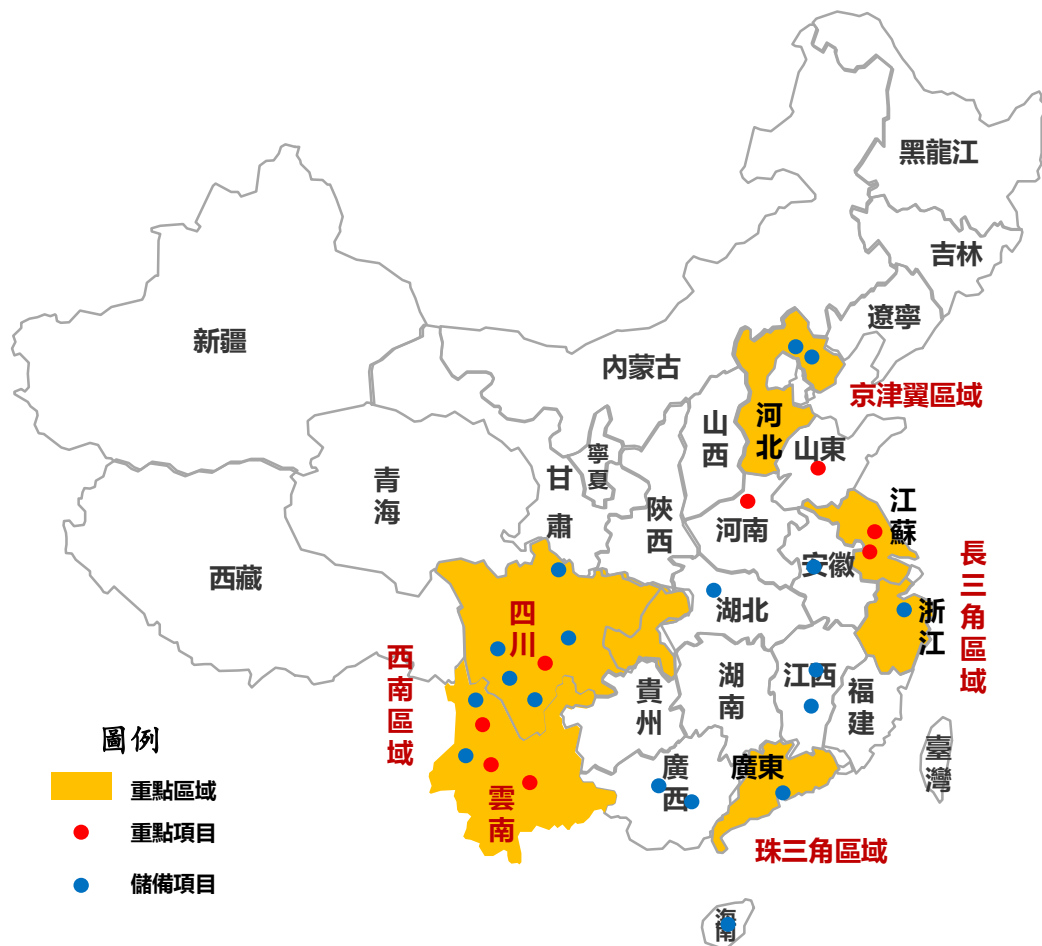 黑龍江
吉林
遼寧
新疆
內蒙古
京津翼區域
河北
山西
山東
寧夏
甘肅
青海
陝西
河南
江蘇
安徽
長三角區域
西藏
四川
湖北
浙江
西南區域
貴州
湖南
江西
福建
臺灣
雲南
廣西
廣東
珠三角區域
海南
圖例
重點區域
重點項目
儲備項目